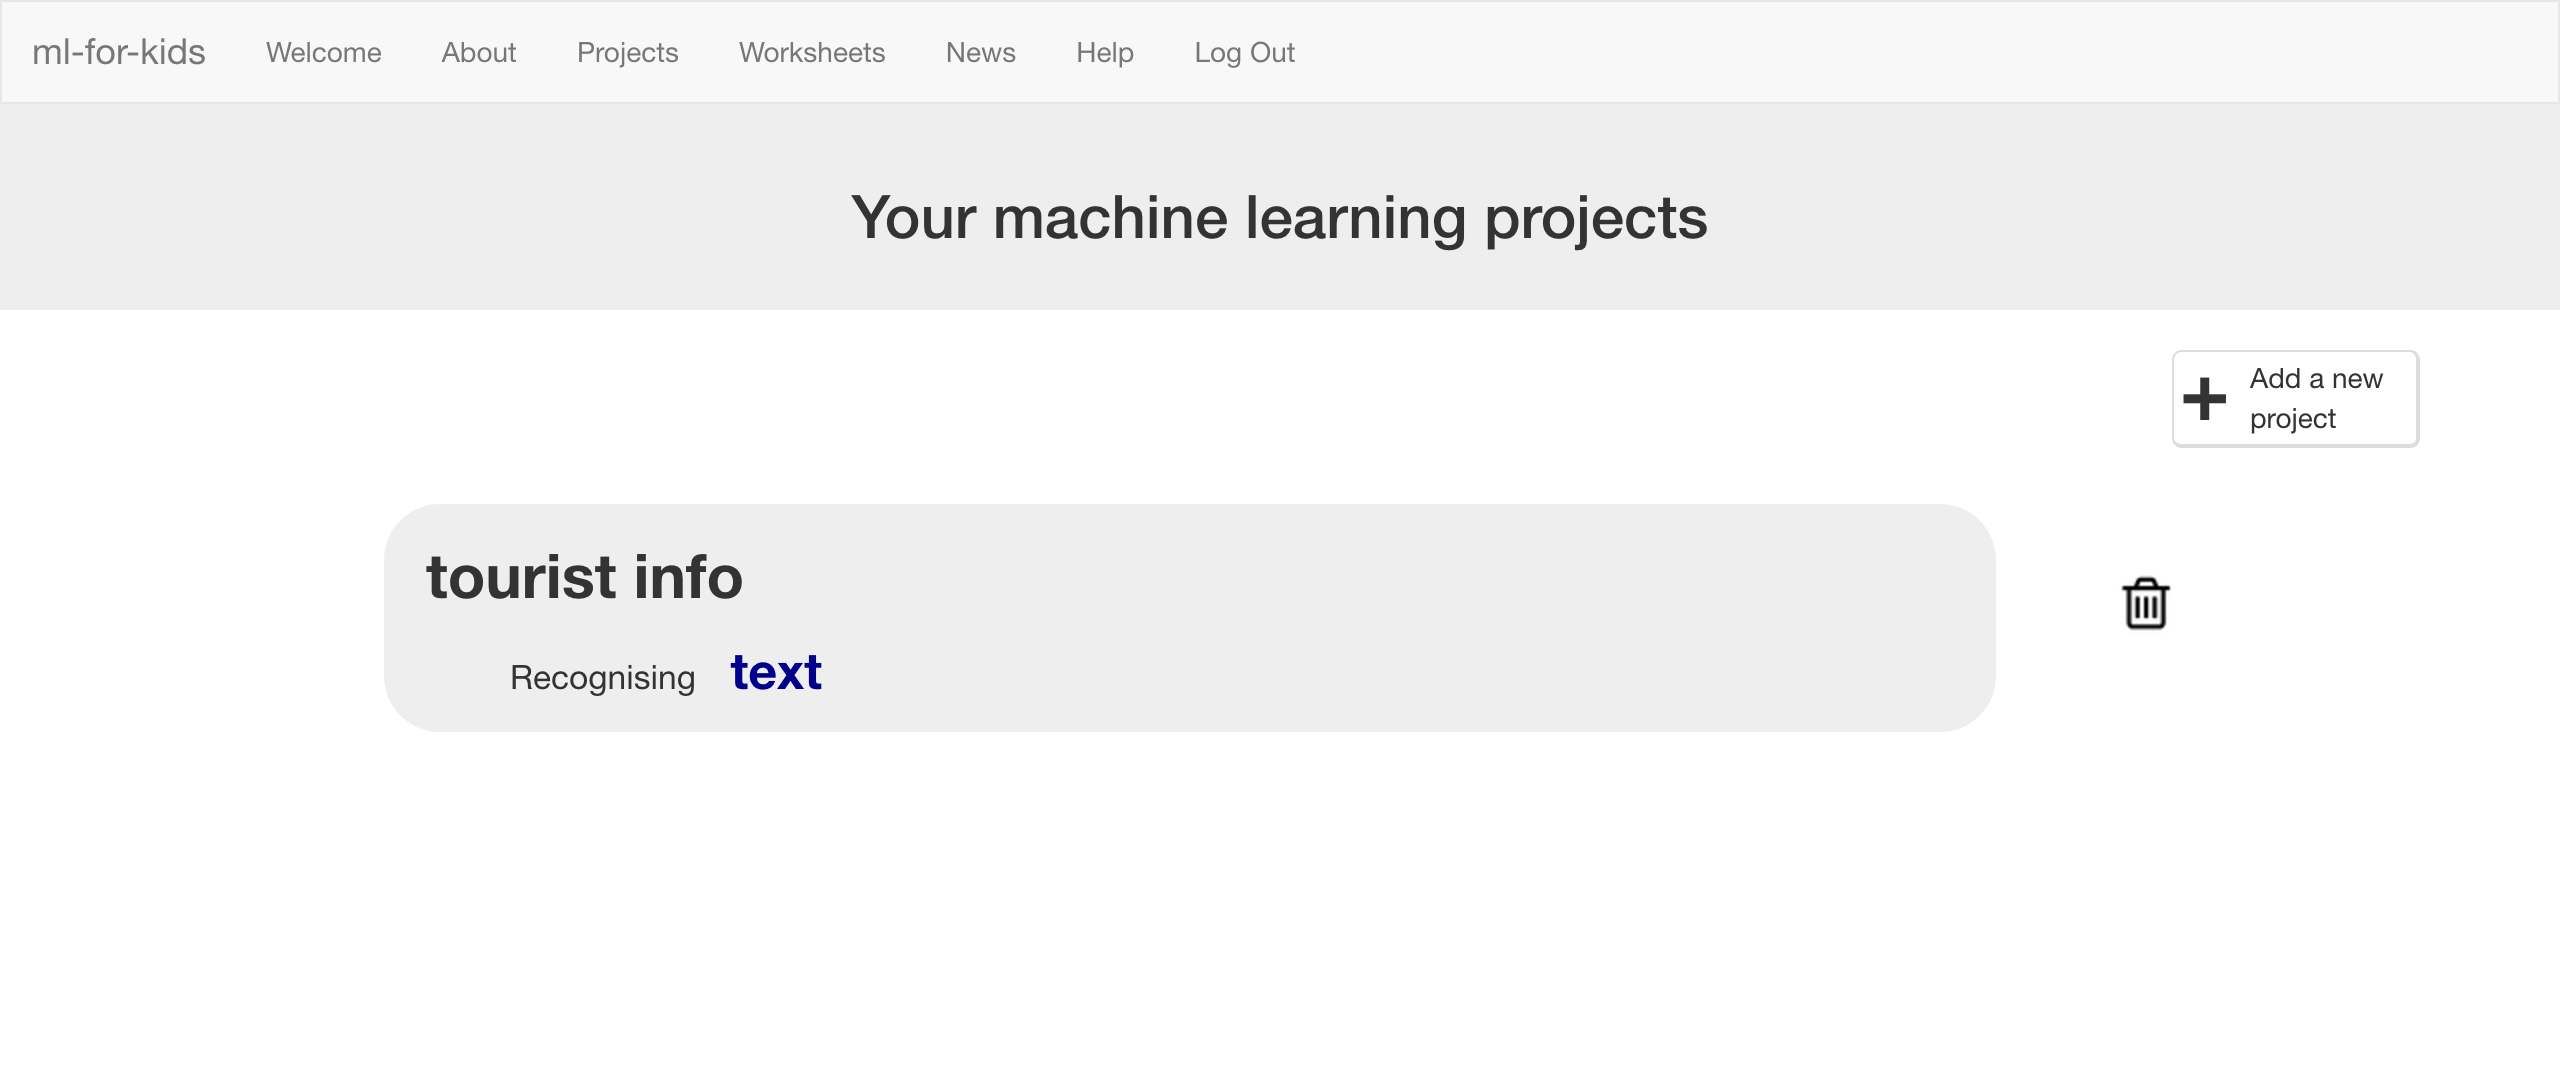 ml-for-kids Welcome About Projects Worksheets News Help Log Out
Your machine learning projects
Add a new
project
tourist info
Recognising text